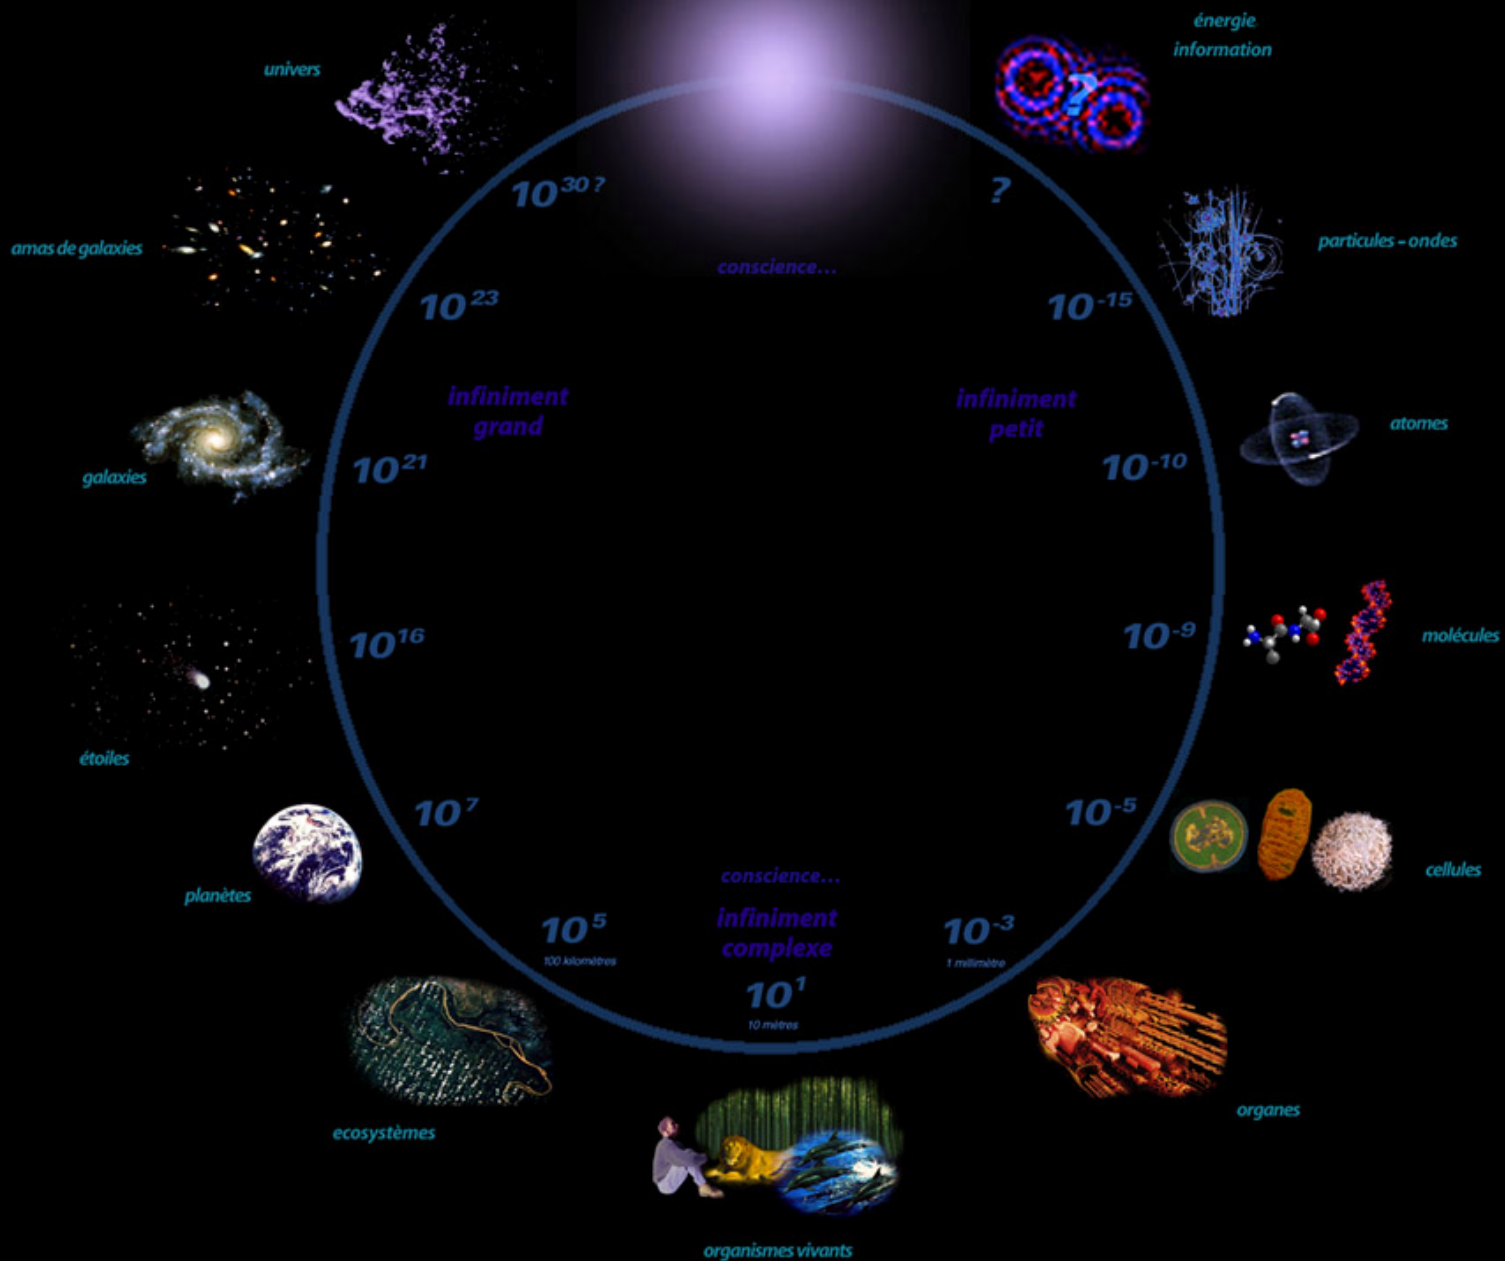 énergie
information
univers
?
10³⁰ ?
?
particules - ondes
amas de galaxies
conscience...
10²³
10⁻¹⁵
infiniment
grand
infiniment
petit
atomes
galaxies
10²¹
10⁻¹⁰
10¹⁶
10⁻⁹
molécules
étoiles
10⁷
10⁻⁵
planètes
cellules
conscience...
infiniment
complexe
10⁵
100 kilomètres
10⁻³
1 millimètre
10¹
10 mètres
ecosystèmes
organes
organismes vivants